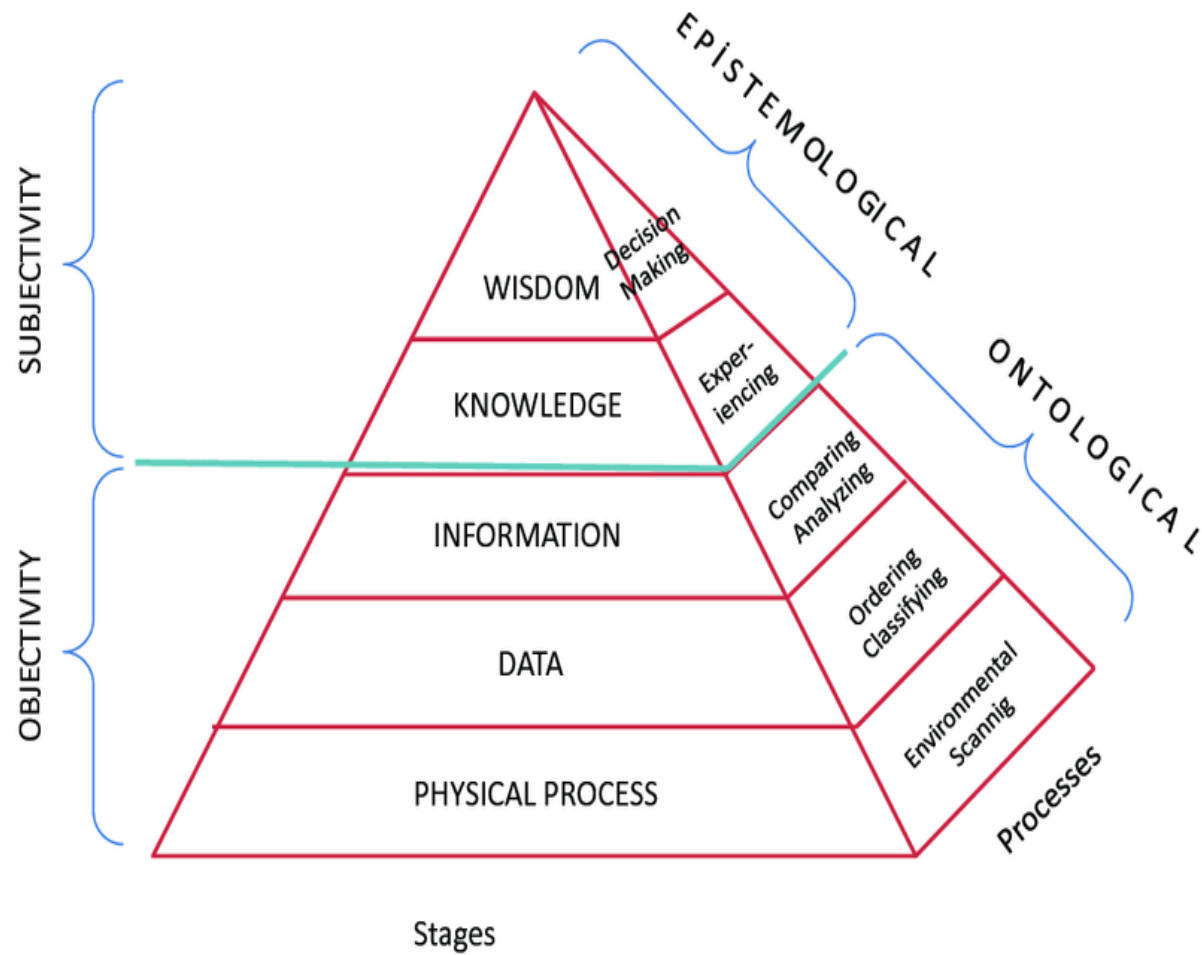 EPİSTEMOLOGICAL
SUBJECTIVITY
Decision
Making
WISDOM
ONTOLOGICAL
Exper-
iencing
KNOWLEDGE
Comparing
Analyzing
INFORMATION
OBJECTIVITY
Ordering
Classifying
DATA
Environmental
Scannig
PHYSICAL PROCESS
Processes
Stages